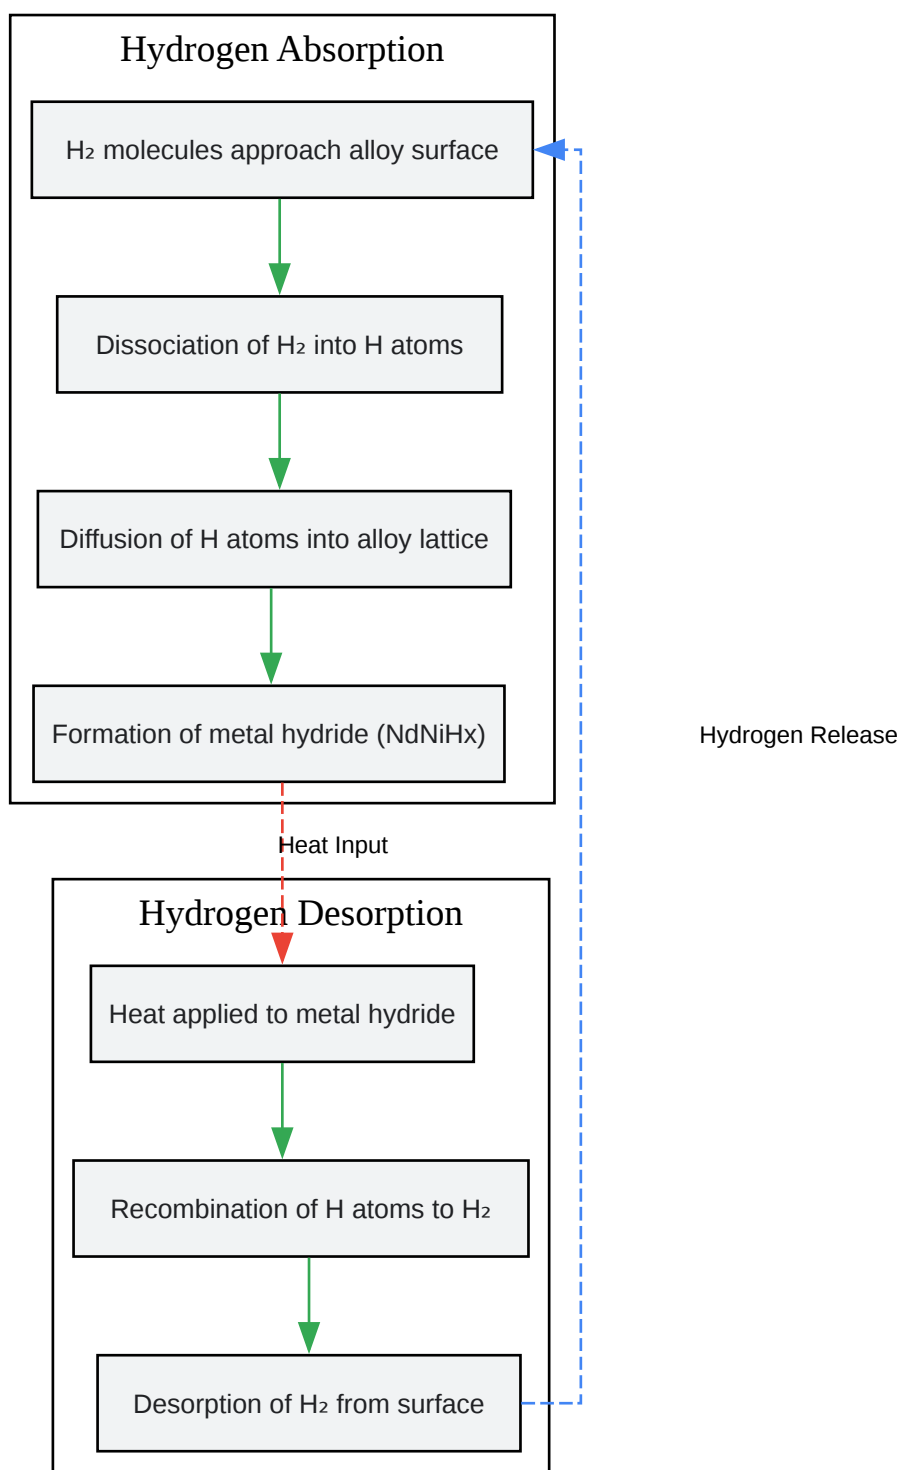 Hydrogen Absorption
H₂ molecules approach alloy surface
Dissociation of H₂ into H atoms
Diffusion of H atoms into alloy lattice
Formation of metal hydride (NdNiHx)
Hydrogen Release
Heat Input
Hydrogen Desorption
Heat applied to metal hydride
Recombination of H atoms to H₂
Desorption of H₂ from surface